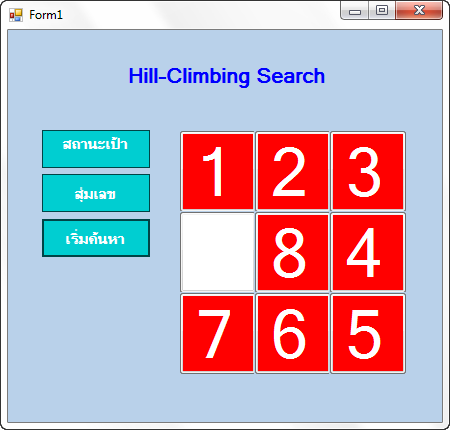 Form1
Hill-Climbing Search
สถานะเป้า
สุ่มเลข
เริ่มค้นหา
1 2 3
8 4
7 6 5